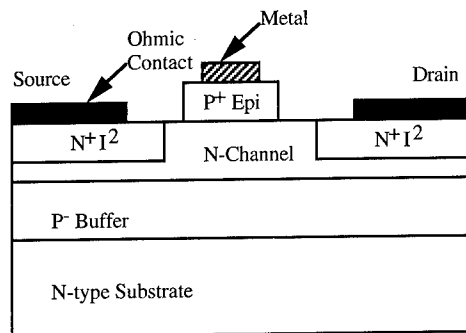 Metal
Ohmic
Contact
Source
Drain
P+ Epi
N+I2
N+I2
N-Channel
P- Buffer
N-type Substrate